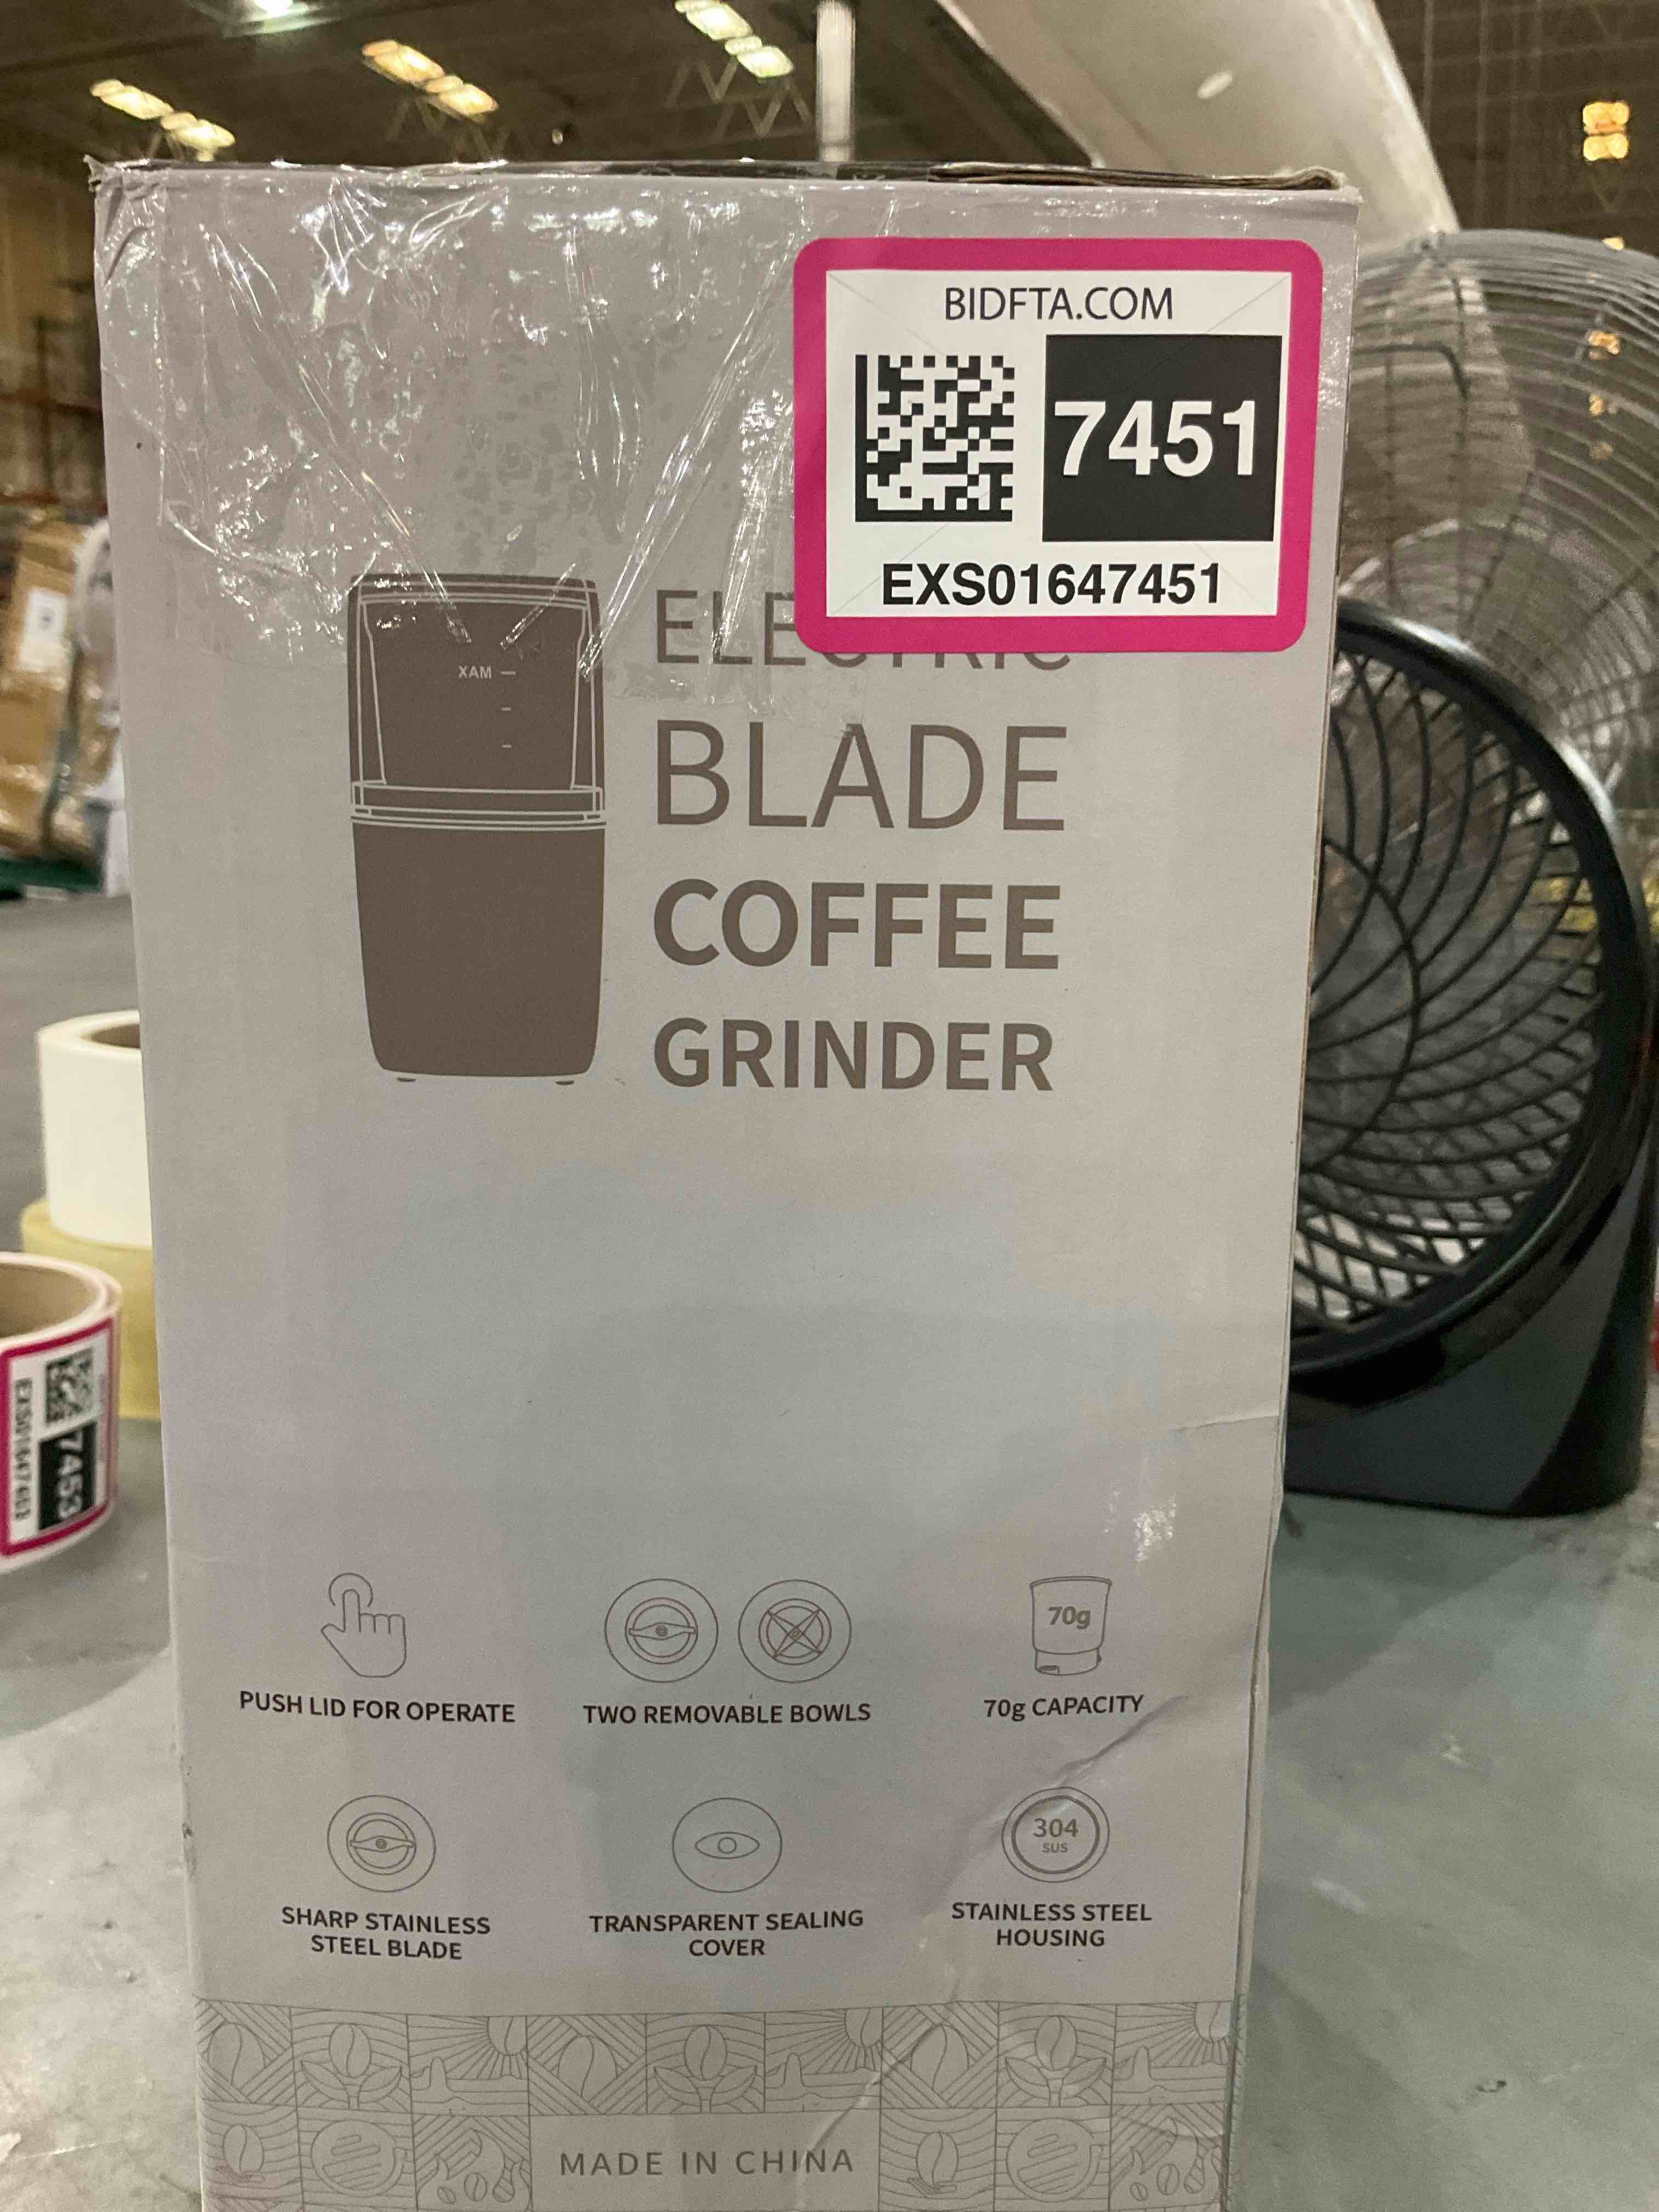 BIDFTA.COM
7451
EXS01647451
ELECTRIC
XAM
BLADE
COFFEE
GRINDER
7453
70g
PUSH LID FOR OPERATE
TWO REMOVABLE BOWLS
70g CAPACITY
304
SUS
SHARP STAINLESS
STEEL BLADE
TRANSPARENT SEALING
COVER
STAINLESS STEEL
HOUSING
MADE IN CHINA